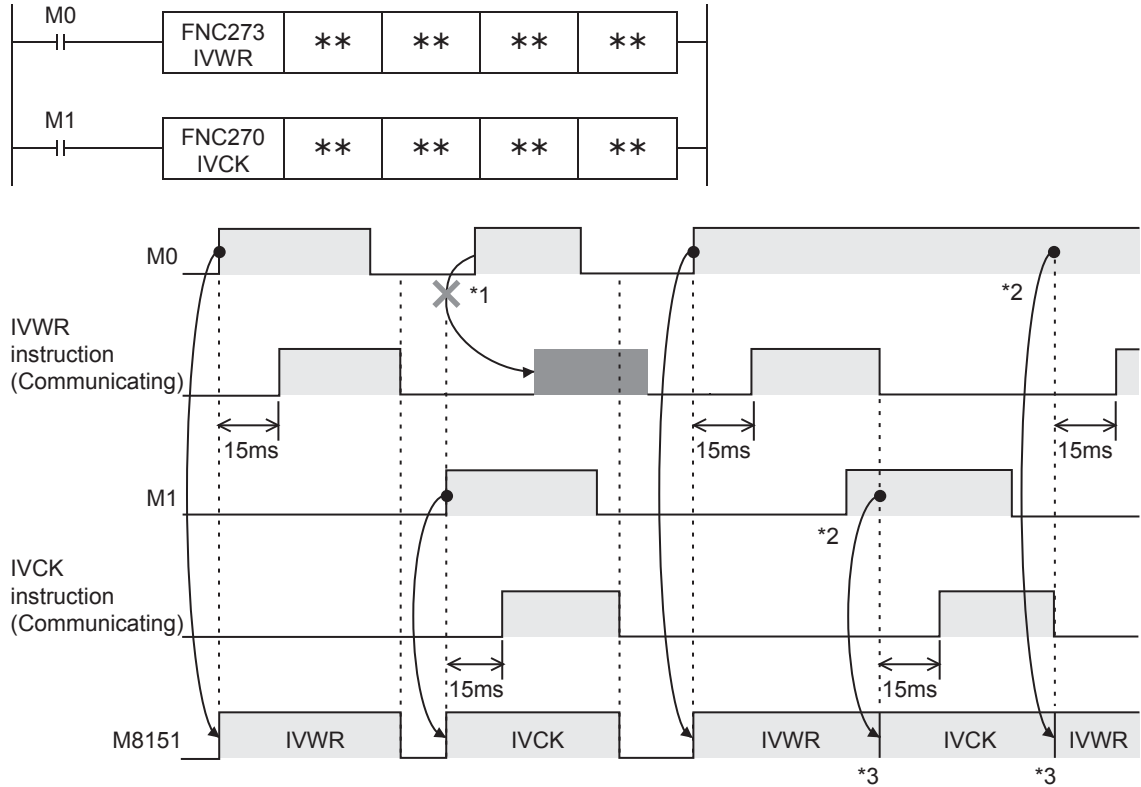 M0
FNC273 ** ** ** **
IVWR
M1
FNC270 ** ** ** **
IVCK
M0
*1
*2
IVWR
instruction
(Communicating)
15ms
15ms
15ms
M1
*2
IVCK
instruction
(Communicating)
15ms
15ms
M8151
IVWR
IVCK
IVWR
IVCK
IVWR
*3
*3